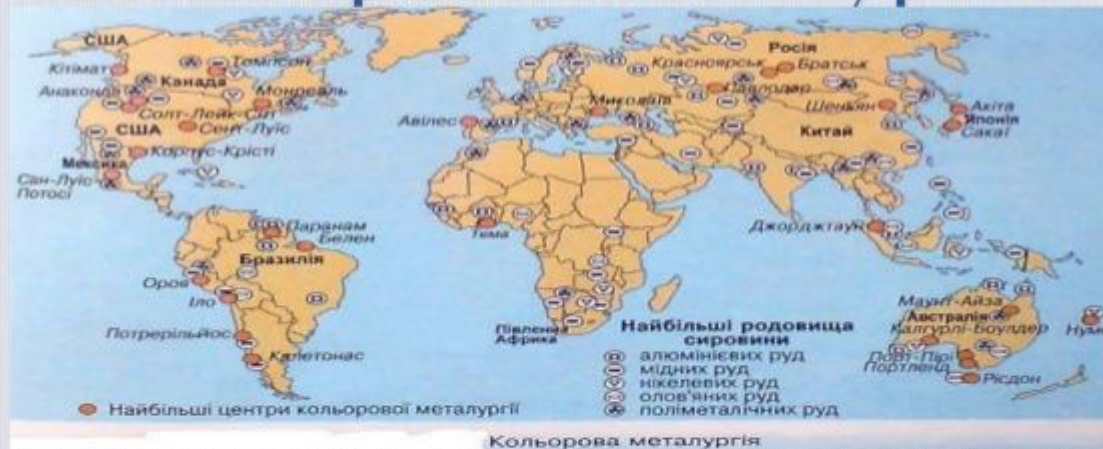 США
Кітімат
Томпсон
Анаконда
Канада
Монреаль
Солт-Лейк-Сіті
США
Сент-Луїс
Мексика
Корпус-Крісті
Сан-Луїс-
Потосі
Росія
Красноярськ
Братськ
Павлодар
Миколаїв
Шеньян
Акіта
Японія
Сакаї
Авілес
Китай
Паранам
Белен
Тема
Джорджтаун
Бразилія
Оров
Іло
Потрерільйос
Калетонас
Південна
Африка
Маунт-Айза
Австралія
Калгурлі-Боулдер
Порт-Пірі
Портленд
Рісдон
Найбільші родовища
сировини
алюмінієвих руд
мідних руд
нікелевих руд
олов'яних руд
поліметалічних руд
Найбільші центри кольорової металургії
Кольорова металургія